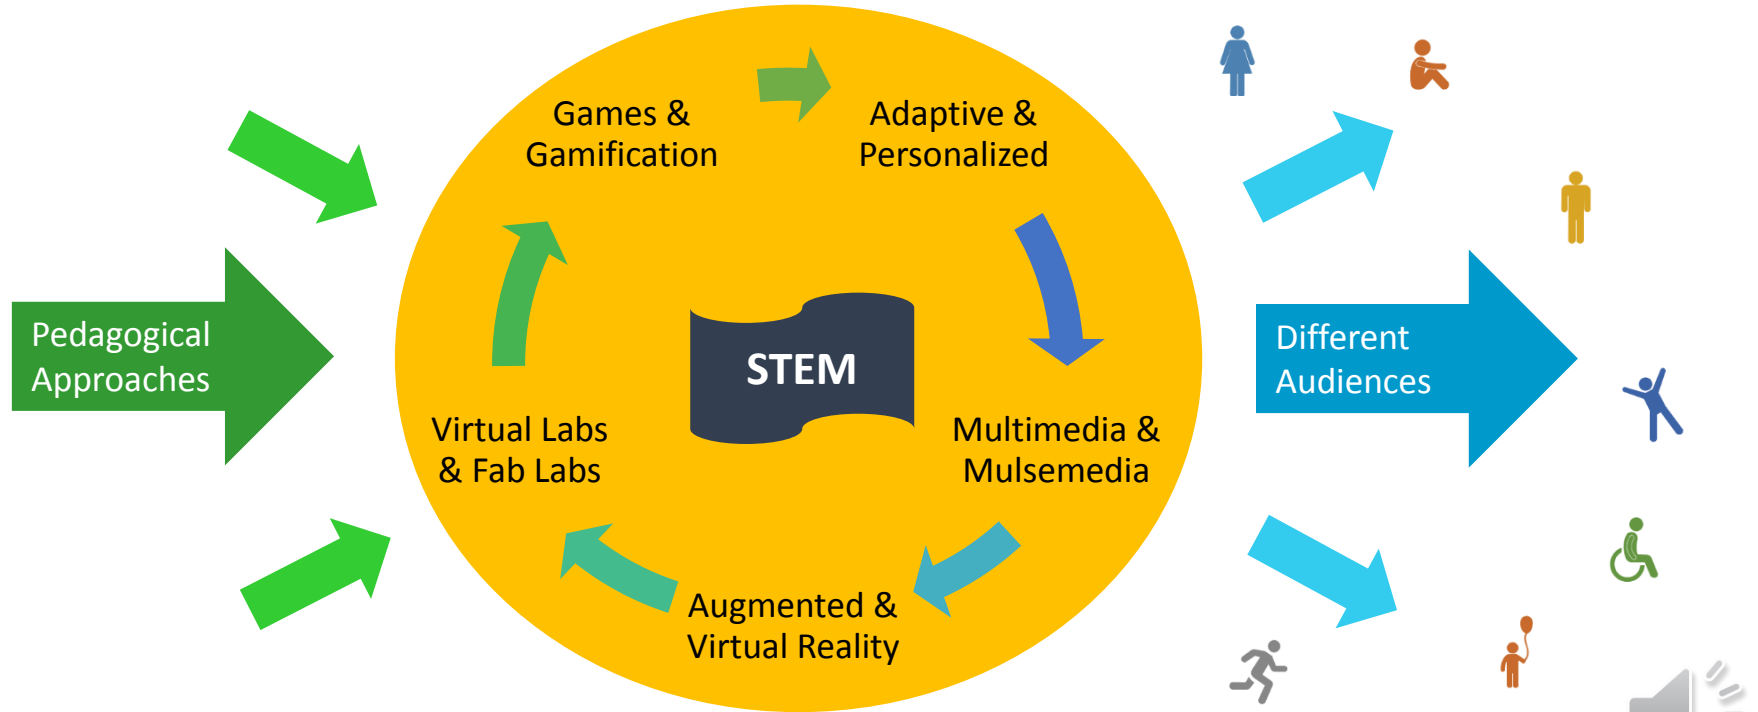 Pedagogical
Approaches
Games &
Gamification
Adaptive &
Personalized
STEM
Virtual Labs
& Fab Labs
Multimedia &
Mulsemedia
Augmented &
Virtual Reality
Different
Audiences